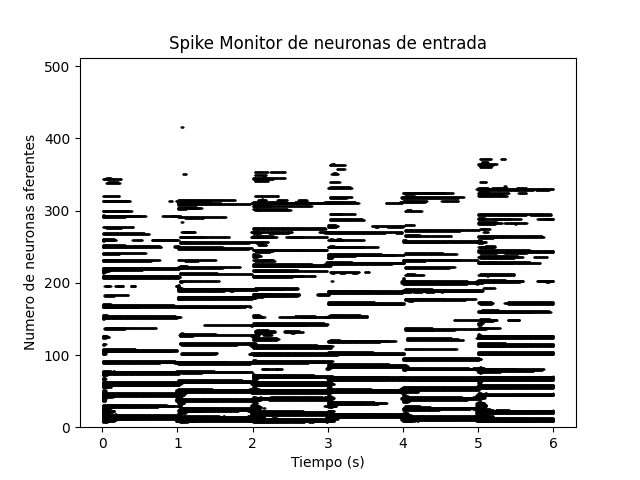 Spike Monitor de neuronas de entrada
Numero de neuronas aferentes
500
400
300
200
100
0
0 1 2 3 4 5 6
Tiempo (s)